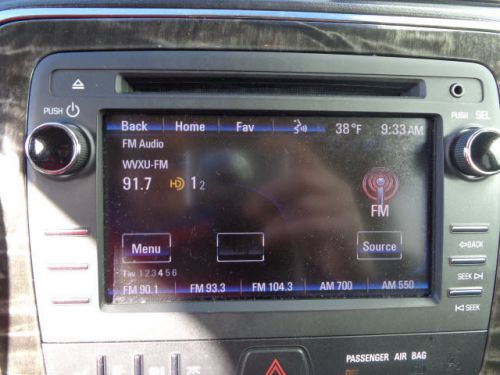 PUSH
PUSH SEL
Back Home Fav 38°F 9:33 AM
FM Audio
WVXU-FM
91.7 HD 1 2
FM
Menu
Source
Fav 1 2 3 4 5 6
FM 90.1 FM 93.3 FM 104.3 AM 700 AM 550
BACK
SEEK
SEEK
PASSENGER AIR BAG